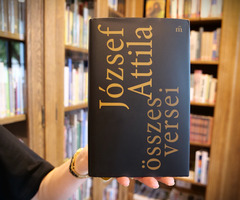 József
Attila
összes
versei